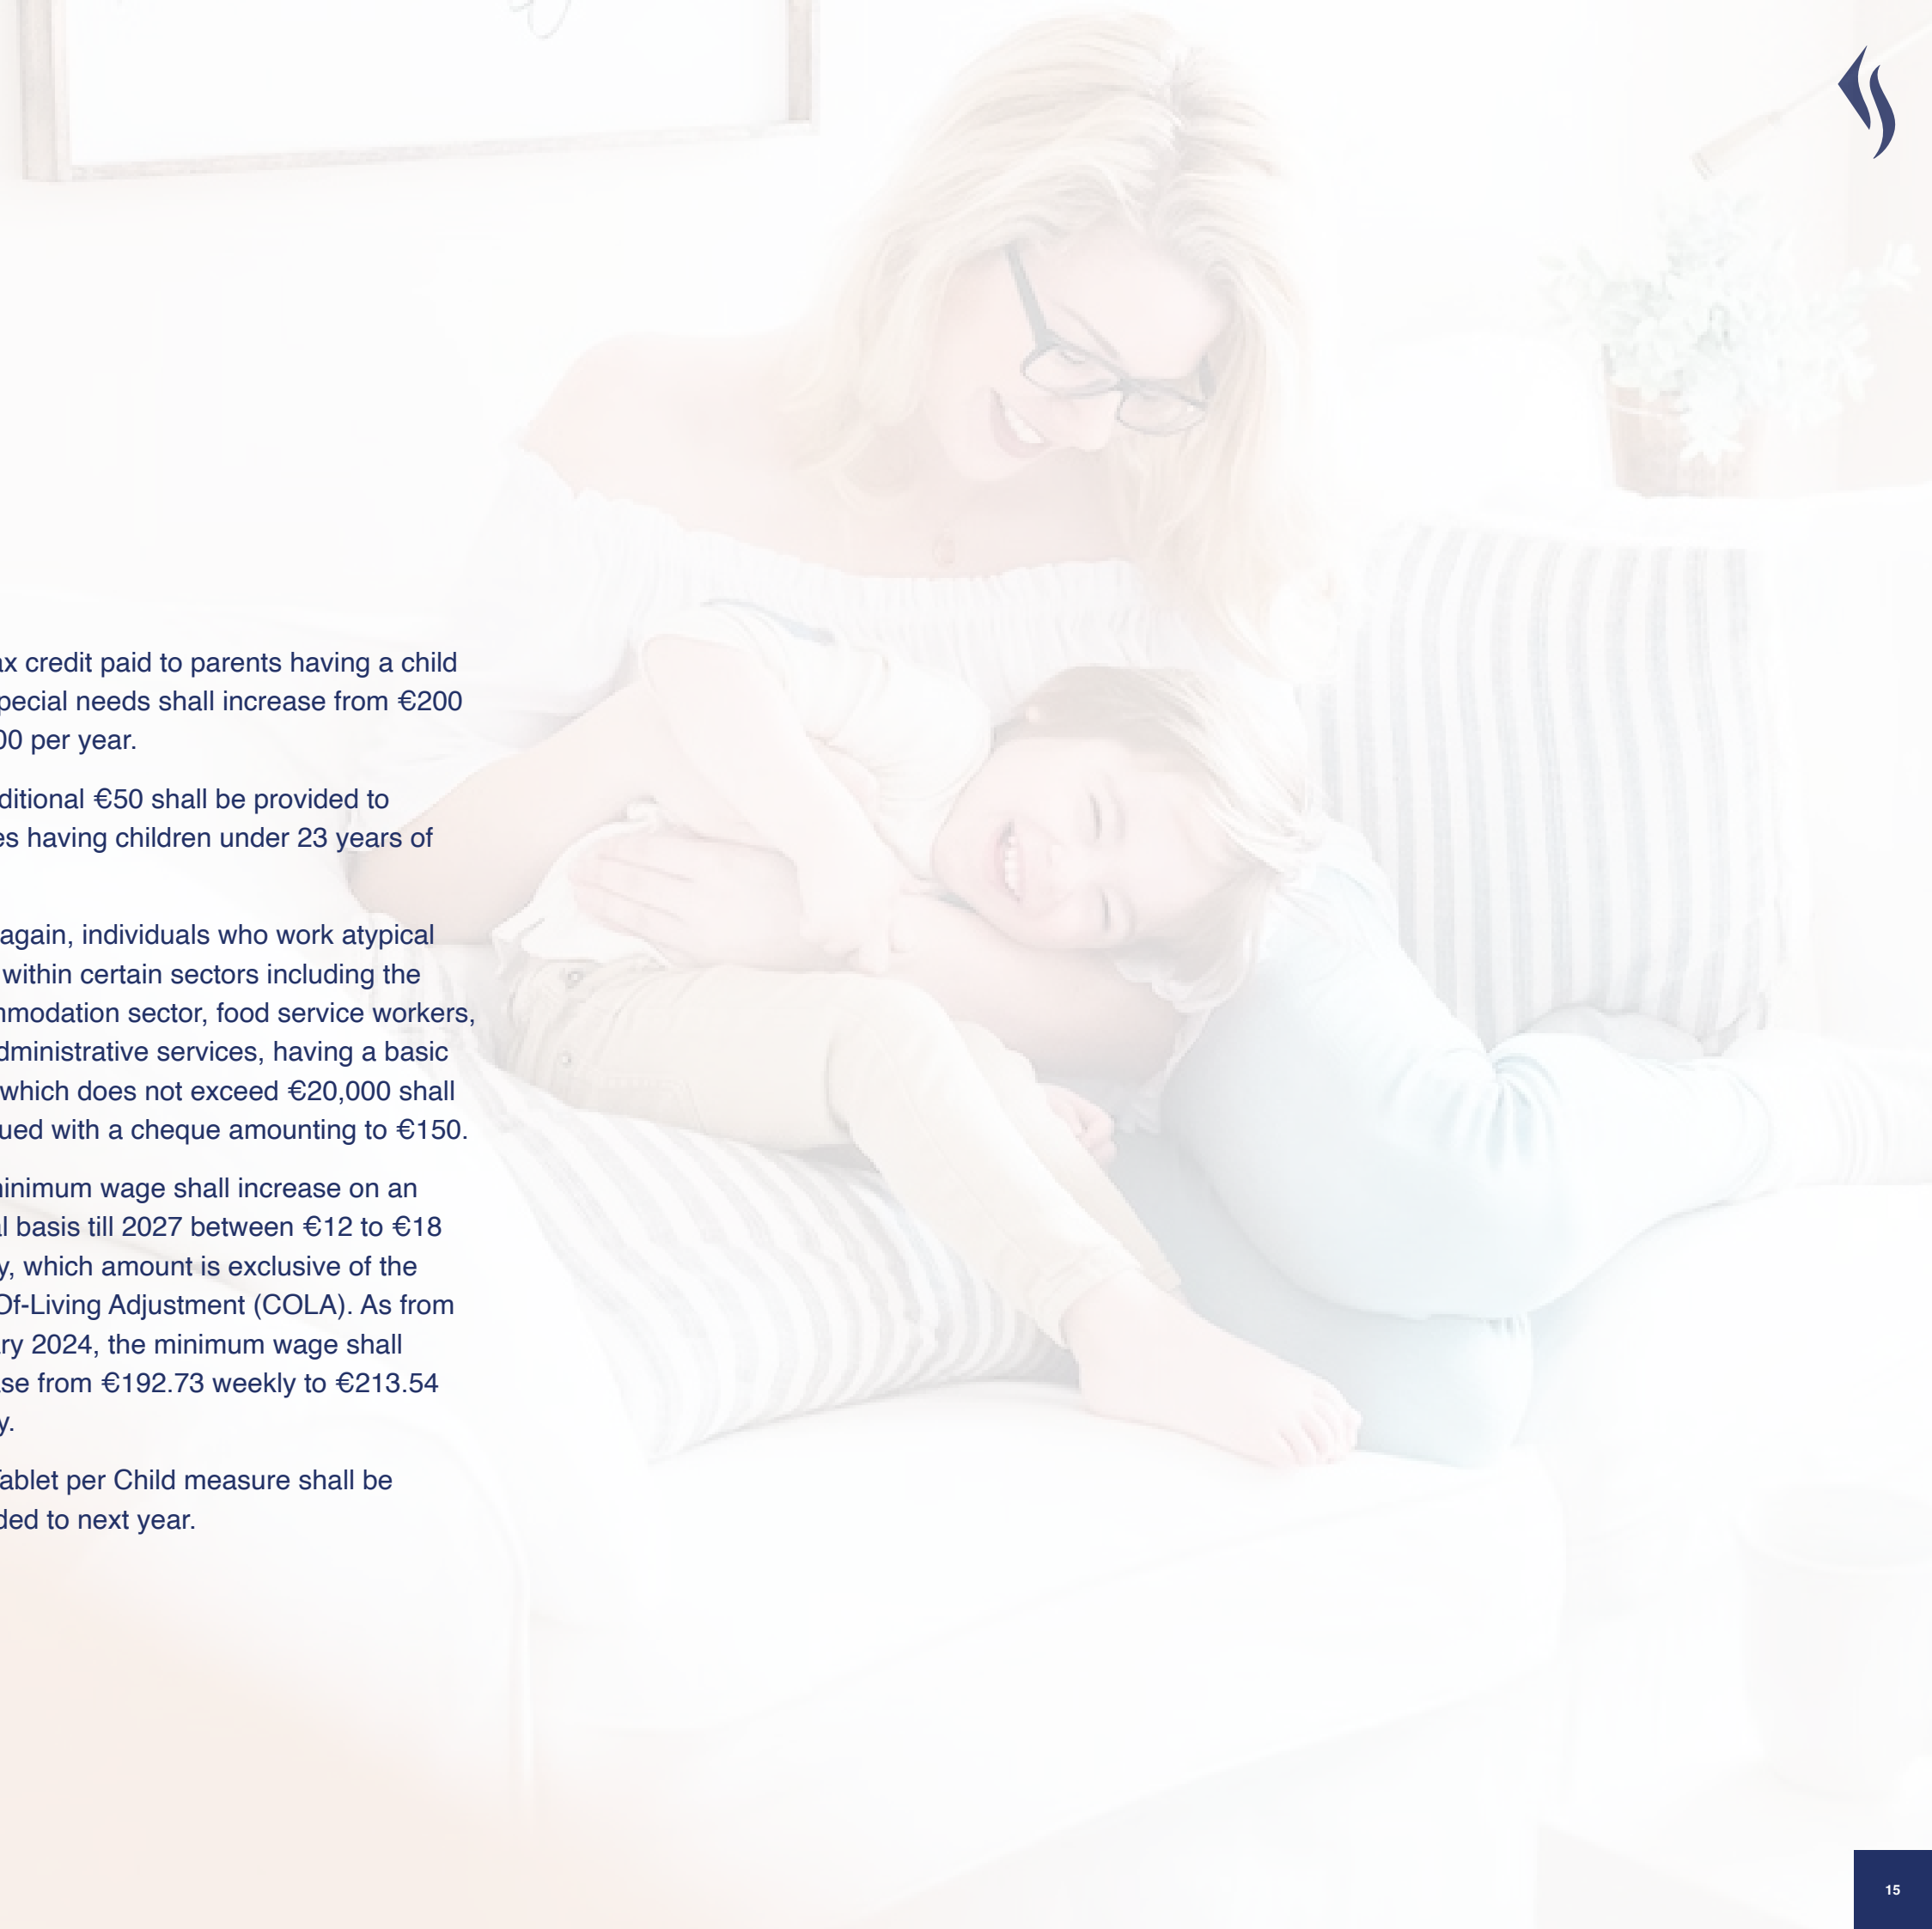 ax credit paid to parents having a child
pecial needs shall increase from €200
00 per year.
ditional €50 shall be provided to
es having children under 23 years of
again, individuals who work atypical
within certain sectors including the
nmodation sector, food service workers,
dministrative services, having a basic
which does not exceed €20,000 shall
ued with a cheque amounting to €150.
ninimum wage shall increase on an
l basis till 2027 between €12 to €18
y, which amount is exclusive of the
Of-Living Adjustment (COLA). As from
ry 2024, the minimum wage shall
se from €192.73 weekly to €213.54
y.
Tablet per Child measure shall be
ded to next year.
15